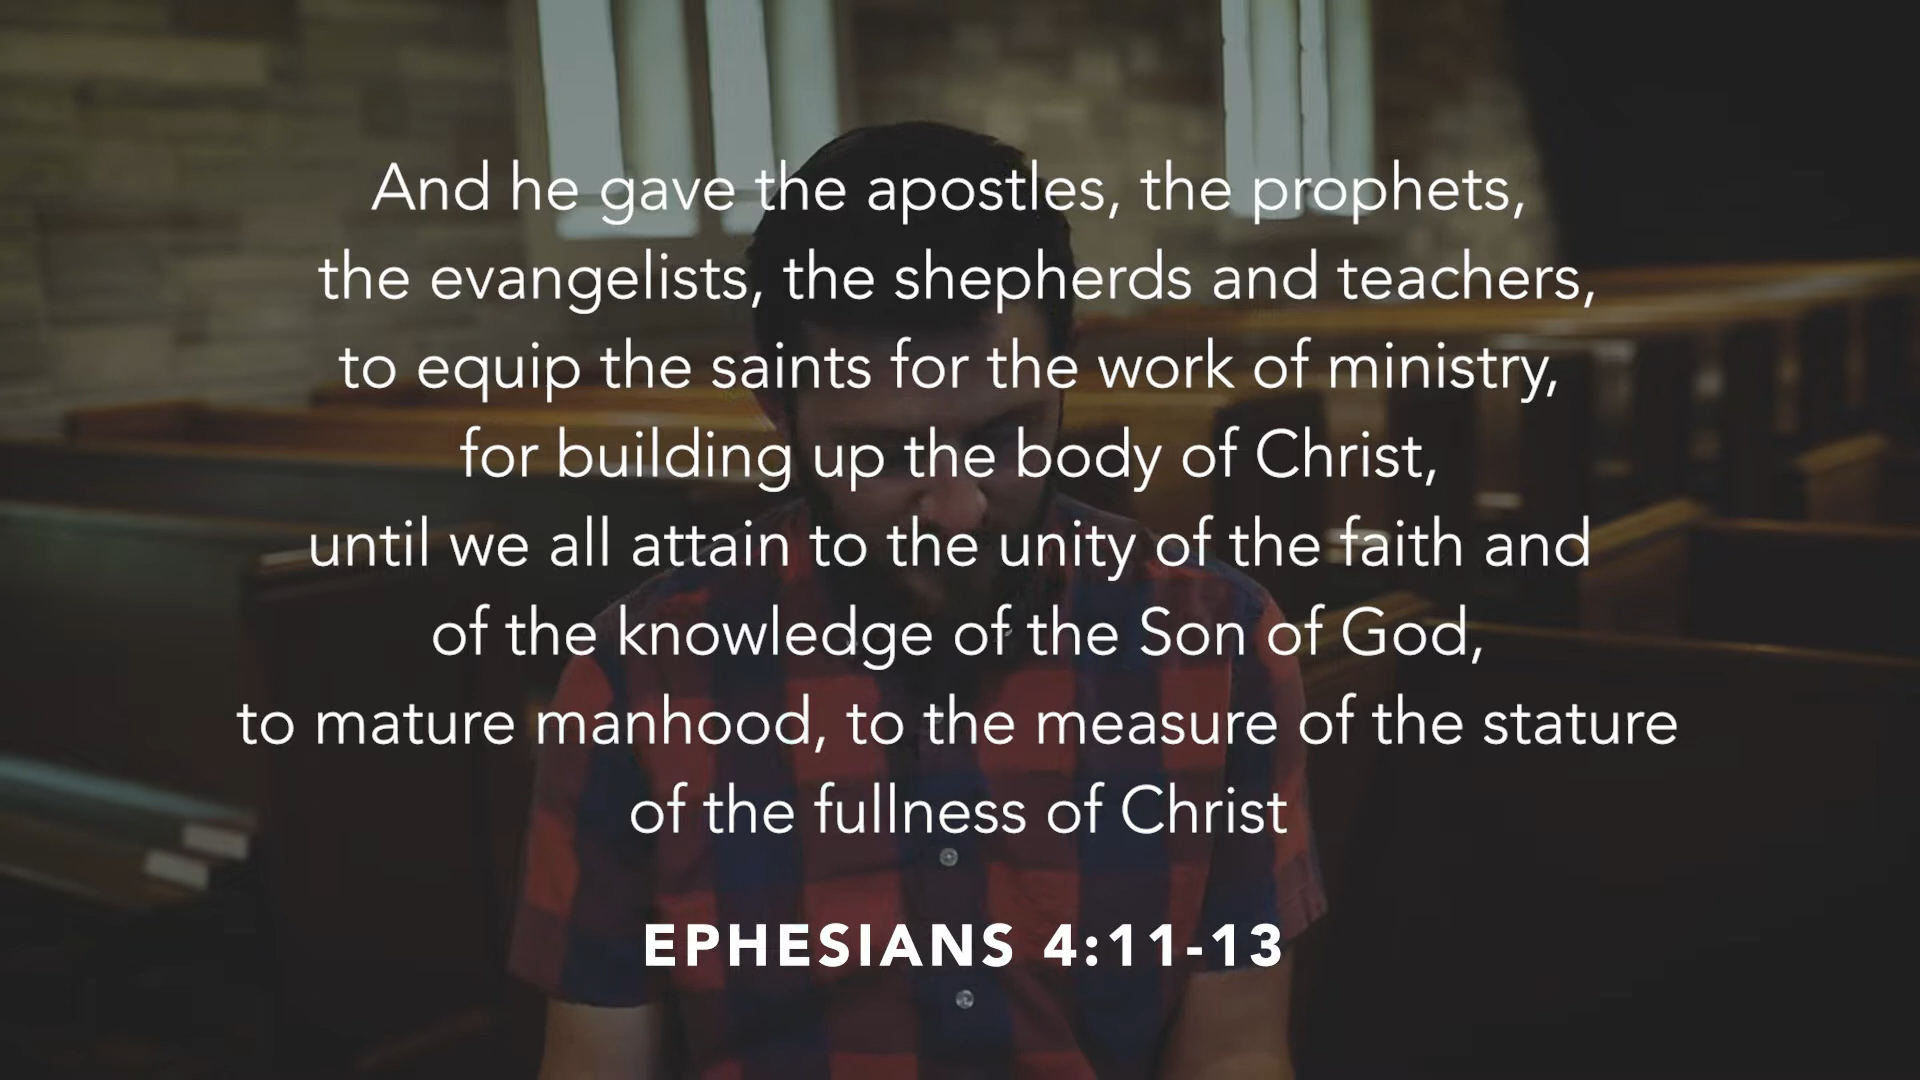 And he gave the apostles, the prophets,
the evangelists, the shepherds and teachers,
to equip the saints for the work of ministry,
for building up the body of Christ,
until we all attain to the unity of the faith and
of the knowledge of the Son of God,
to mature manhood, to the measure of the stature
of the fullness of Christ
EPHESIANS 4:11-13